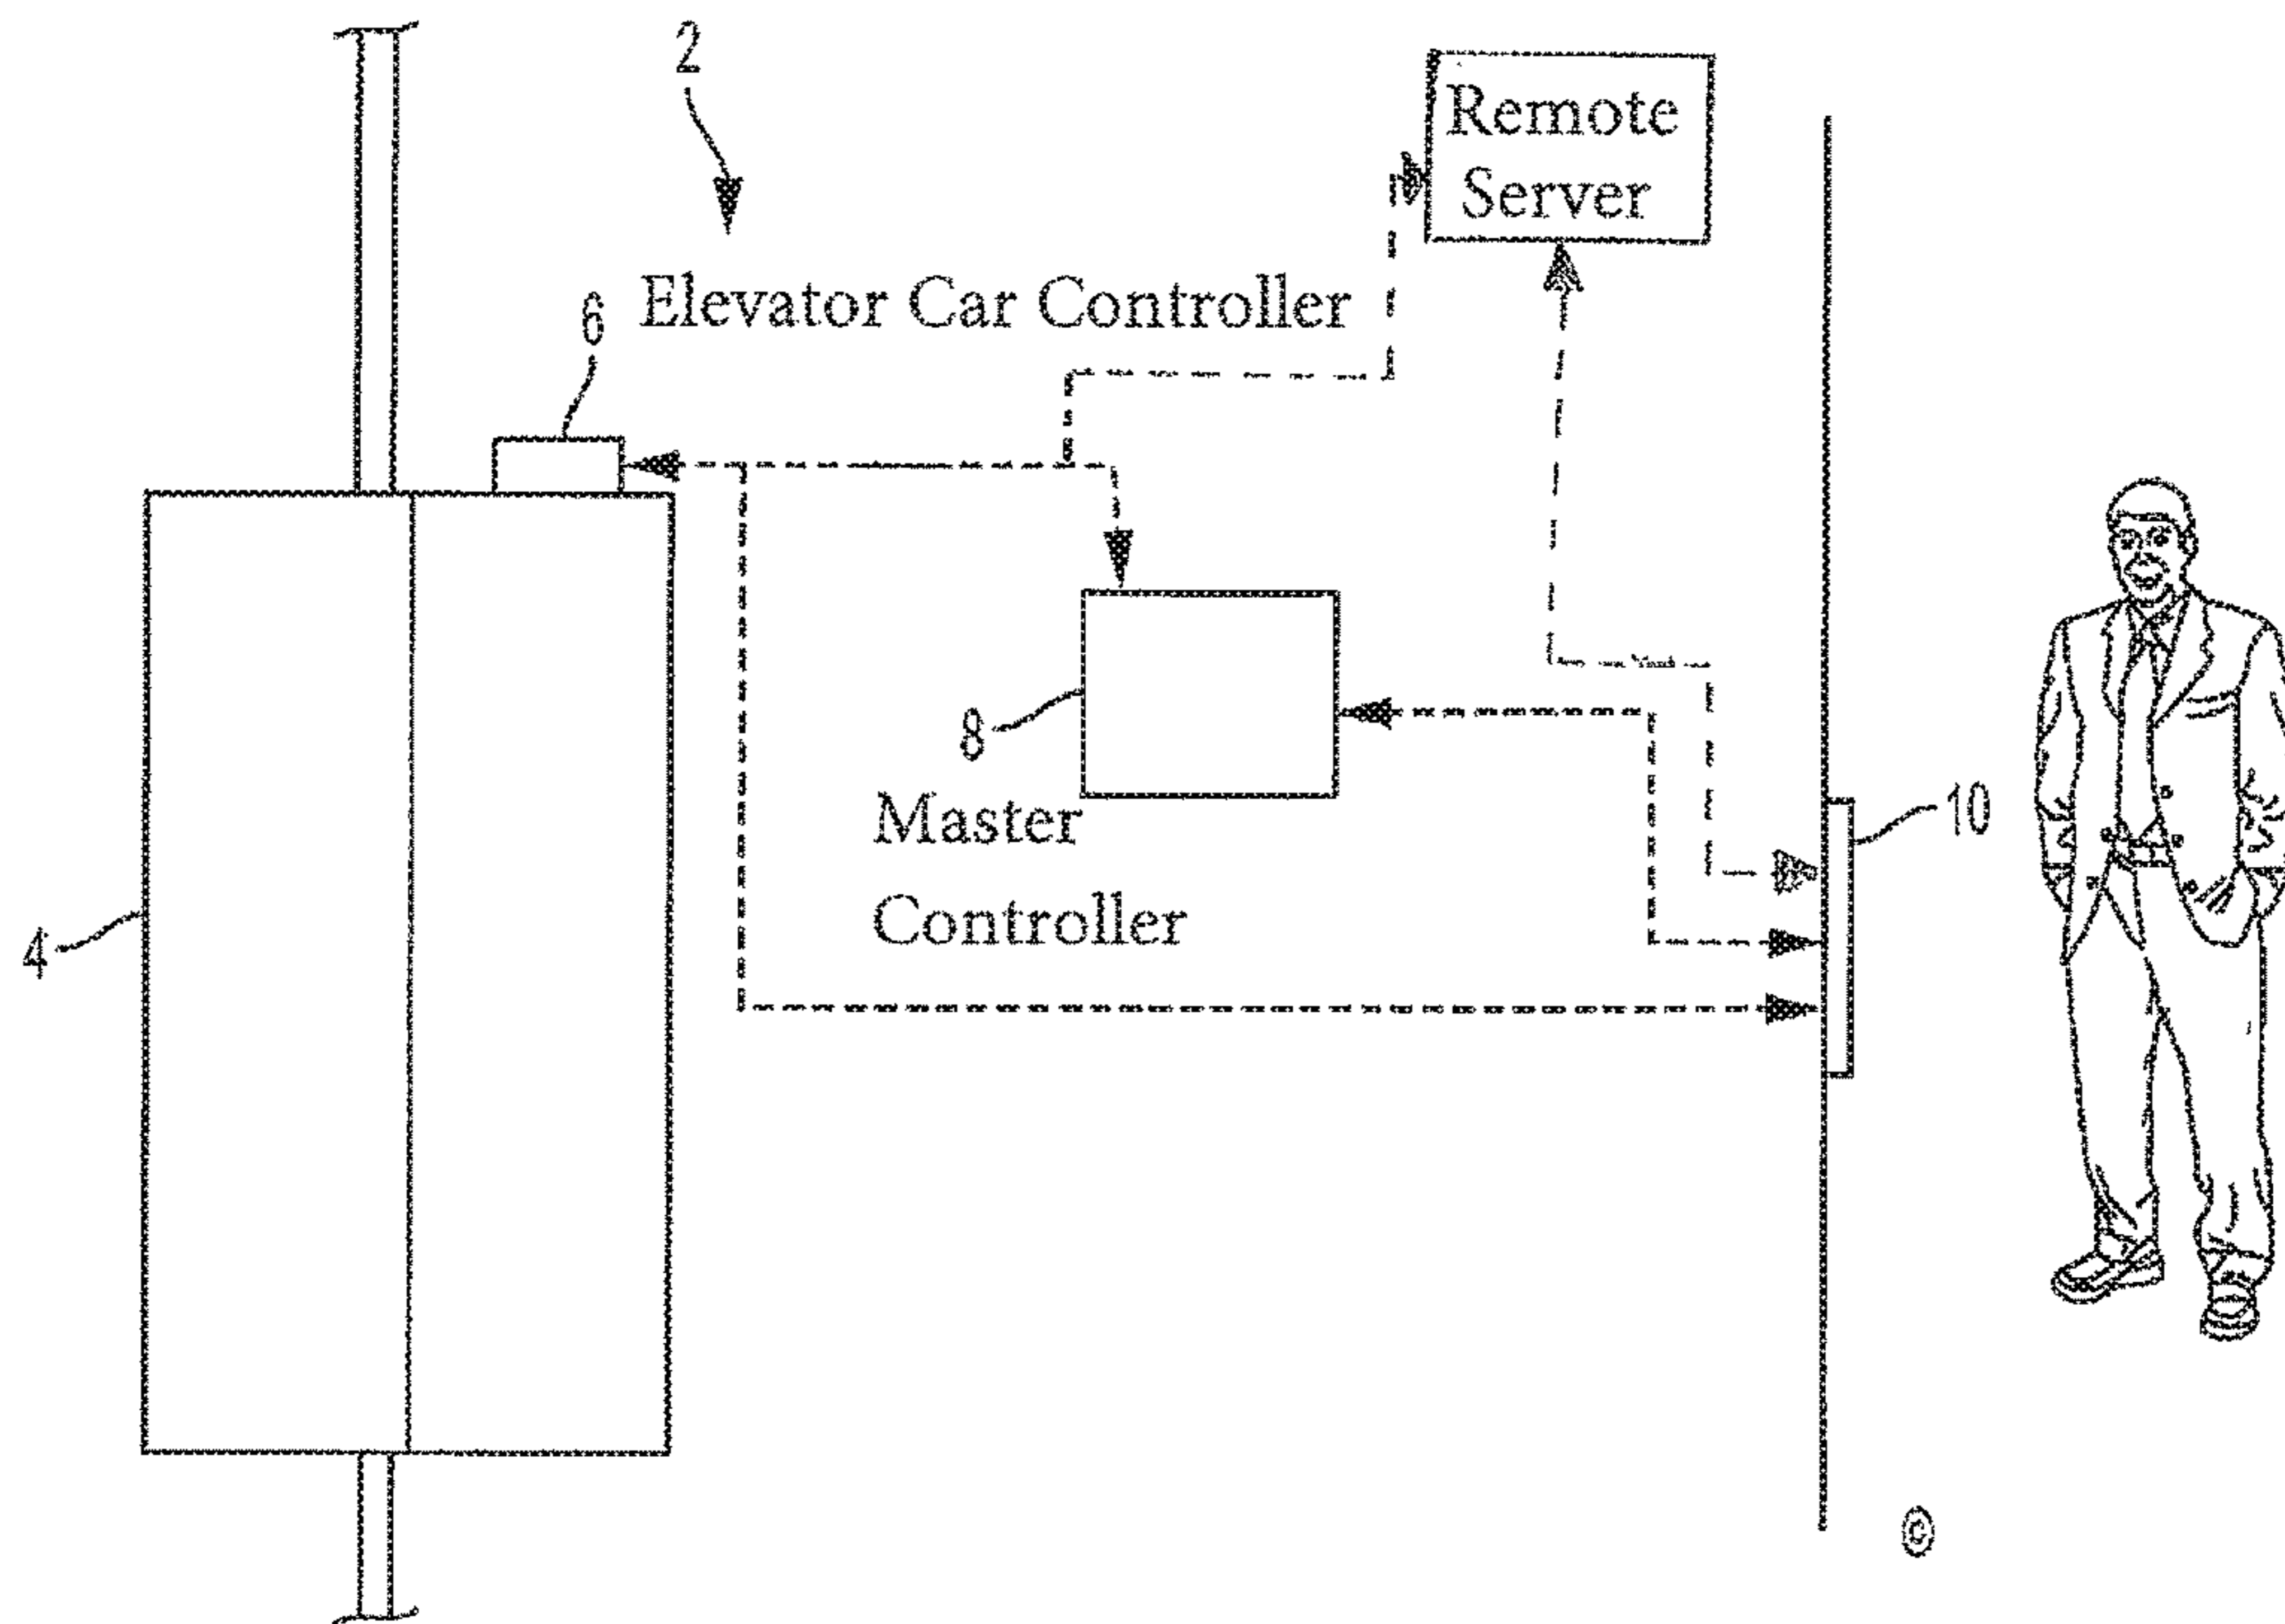 2
Remote
Server
6
Elevator Car Controller
8
Master
Controller
10
4
©